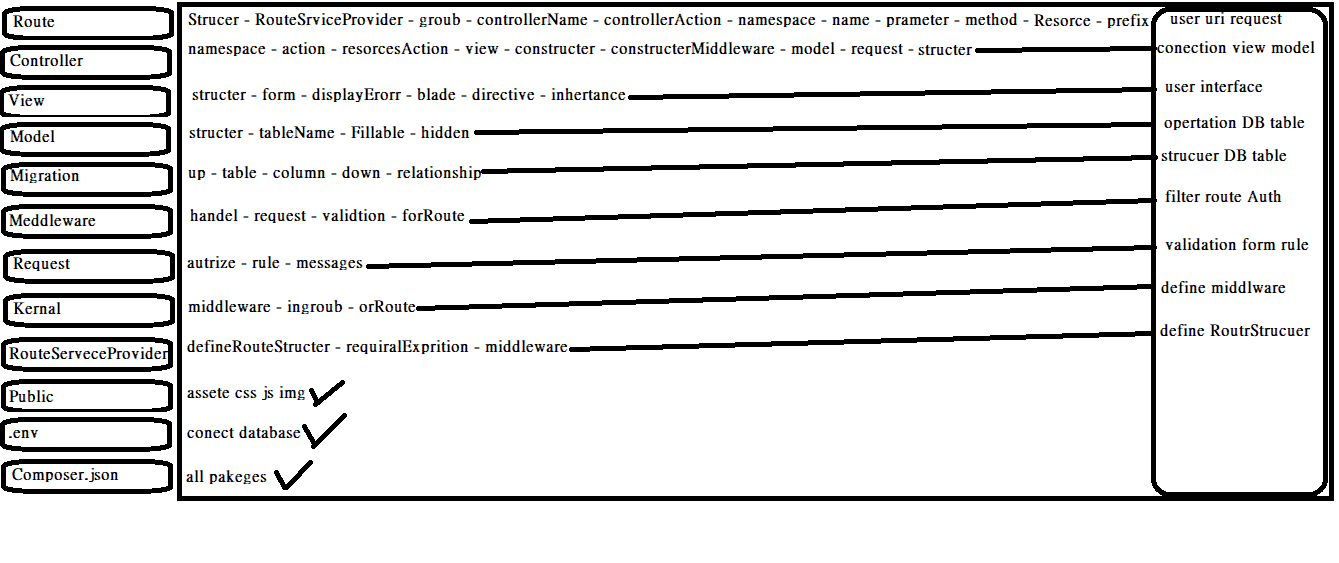 Route Strucer - RouteSrviceProvider - groub - controllerName - controllerAction - namespace - name - prameter - method - Resorce - prefix user uri request
Controller namespace - action - resorcesAction - view - constructer - constructerMiddleware - model - request - structer conection view model
View structer - form - displayErorr - blade - directive - inhertance user interface
Model structer - tableName - Fillable - hidden opertation DB table
Migration up - table - column - down - relationship strucuer DB table
Meddleware handel - request - validtion - forRoute filter route Auth
Request autrize - rule - messages validation form rule
Kernal middleware - ingroub - orRoute define middlware
RouteServeceProvider defineRouteStructer - requiralExprition - middleware define RoutrStrucuer
Public assete css js img
.env conect database
Composer.json all pakeges